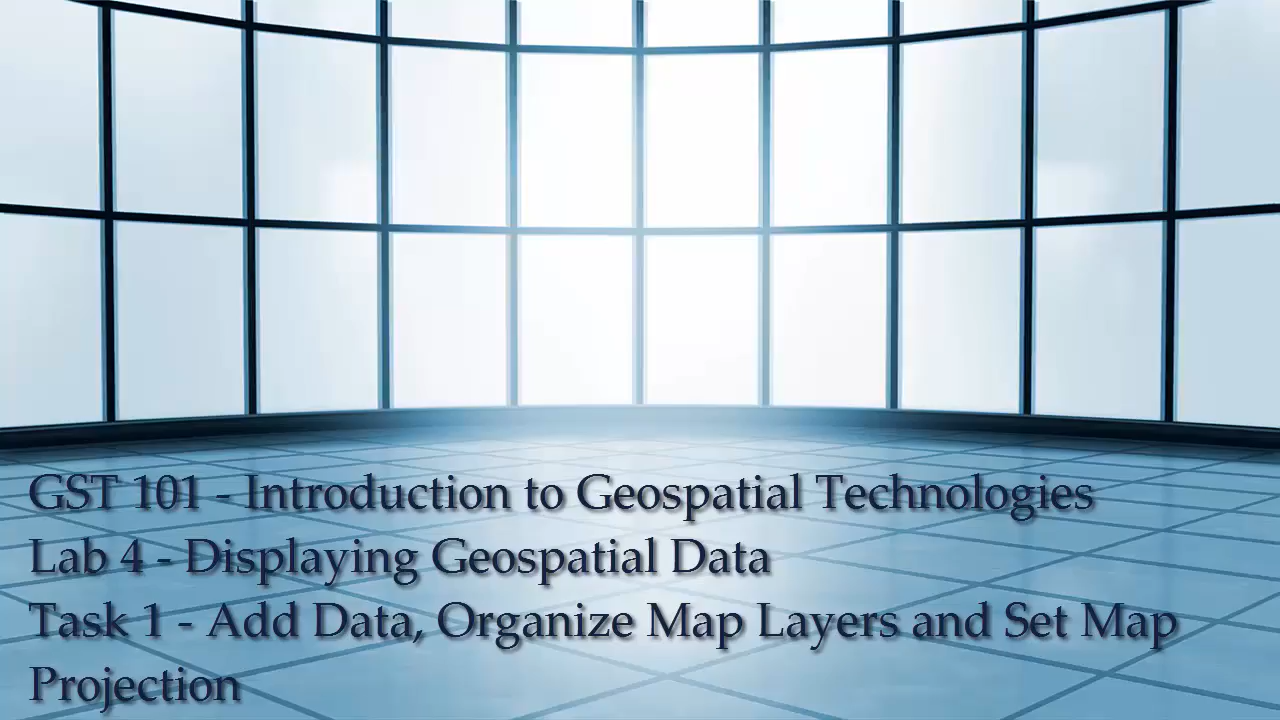 GST 101 - Introduction to Geospatial Technologies
Lab 4 - Displaying Geospatial Data
Task 1 - Add Data, Organize Map Layers and Set Map
Projection